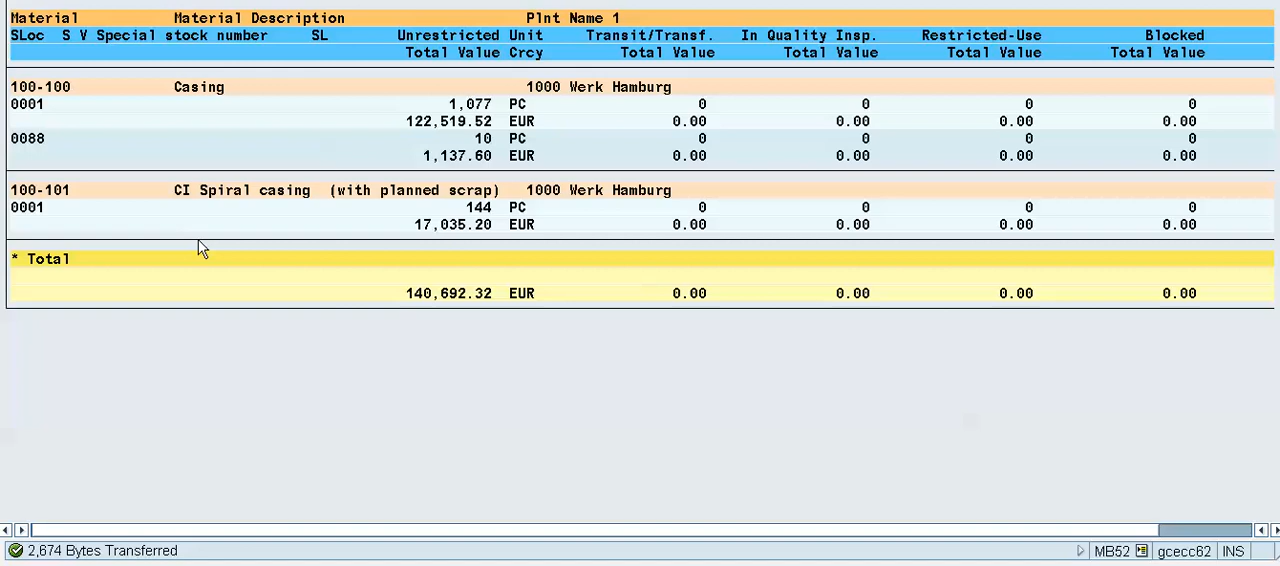 Material Material Description Plnt Name 1
SLoc S V Special stock number SL Unrestricted Unit Transit/Transf. In Quality Insp. Restricted-Use Blocked
Total Value Crcy Total Value Total Value Total Value Total Value
100-100 Casing 1000 Werk Hamburg
0001 1,077 PC 0 0 0 0
122,519.52 EUR 0.00 0.00 0.00 0.00
0088 10 PC 0 0 0 0
1,137.60 EUR 0.00 0.00 0.00 0.00
100-101 CI Spiral casing (with planned scrap) 1000 Werk Hamburg
0001 144 PC 0 0 0 0
17,035.20 EUR 0.00 0.00 0.00 0.00
* Total
140,692.32 EUR 0.00 0.00 0.00 0.00
2,674 Bytes Transferred MB52 gcecc62 INS